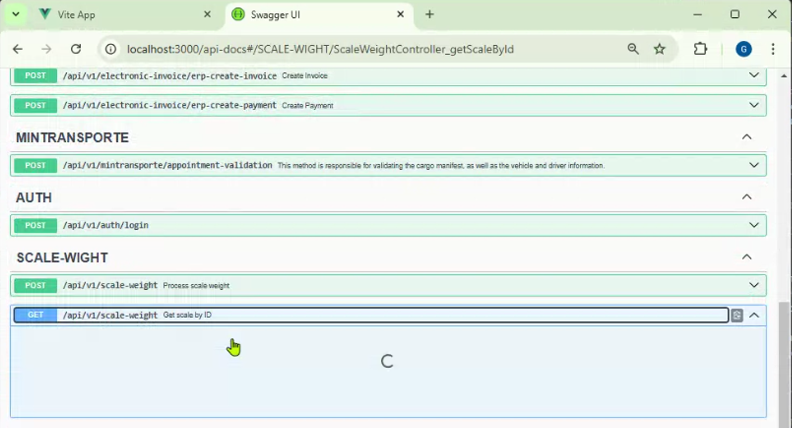 Vite App
Swagger UI
localhost:3000/api-docs#/SCALE-WIGHT/ScaleWeightController_getScaleById
G
POST /api/v1/electronic-invoice/erp-create-invoice Create Invoice
POST /api/v1/electronic-invoice/erp-create-payment Create Payment
MINTRANSPORTE
POST /api/v1/mintransporte/appointment-validation This method is responsible for validating the cargo manifest, as well as the vehicle and driver information.
AUTH
POST /api/v1/auth/login
SCALE-WIGHT
POST /api/v1/scale-weight Process scale weight
GET /api/v1/scale-weight Get scale by ID